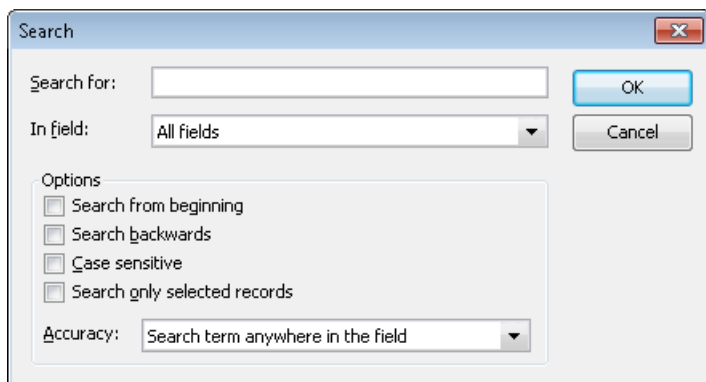 Search
Search for:
OK
In field:
All fields
Cancel
Options
Search from beginning
Search backwards
Case sensitive
Search only selected records
Accuracy:
Search term anywhere in the field